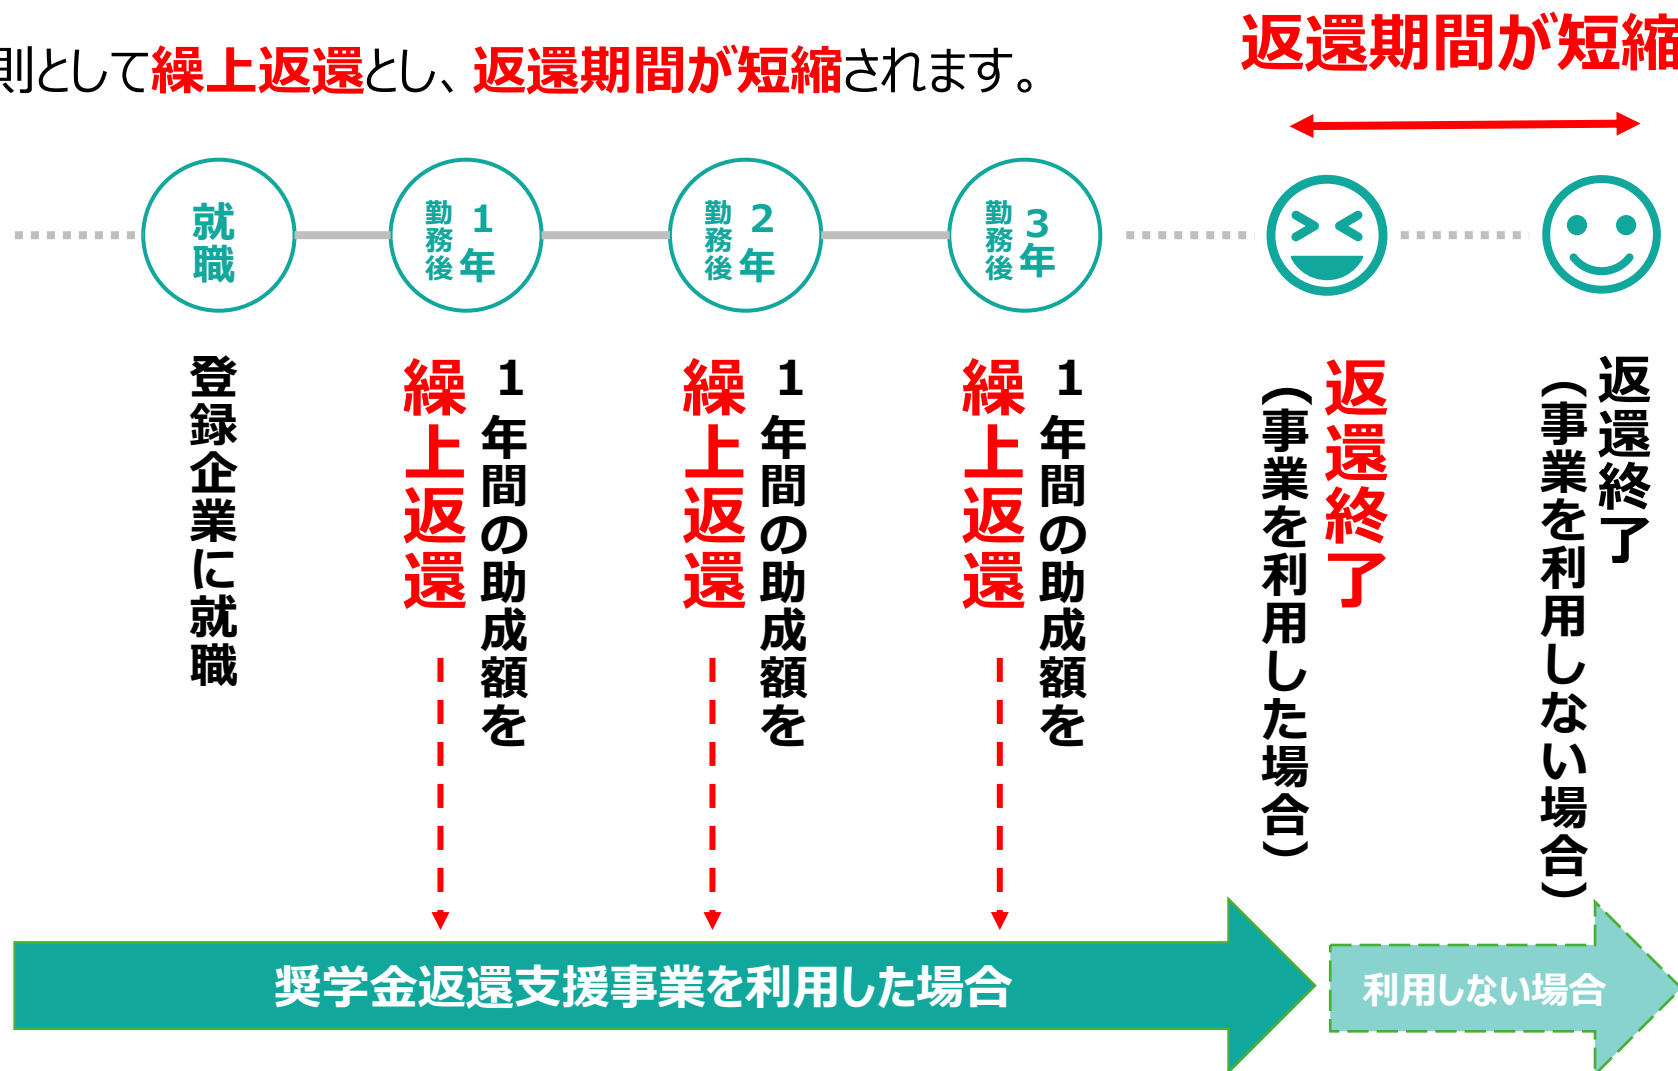 則として繰上返還とし、返還期間が短縮されます。
返還期間が短縮
就職
勤務後
1年
勤務後
2年
勤務後
3年
登録企業に就職
1年間の助成額を
繰上返還
1年間の助成額を
繰上返還
1年間の助成額を
繰上返還
返還終了
（事業を利用した場合）
返還終了
（事業を利用しない場合）
奨学金返還支援事業を利用した場合
利用しない場合